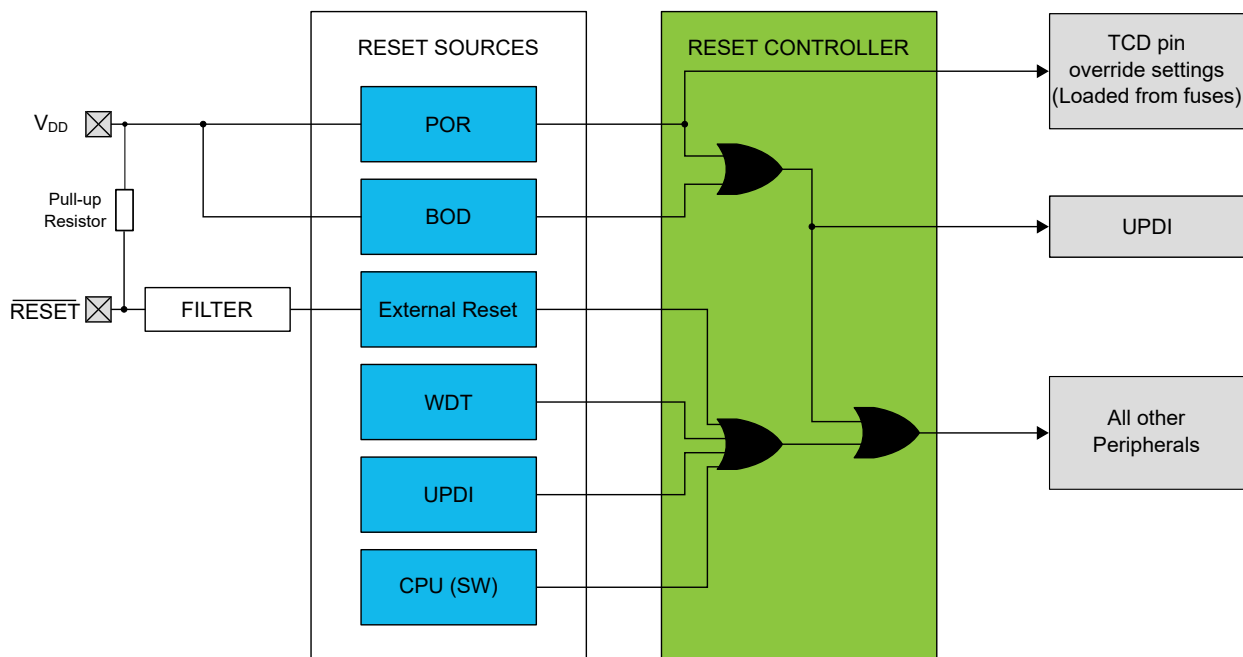 RESET SOURCES
RESET CONTROLLER
TCD pin
override settings
(Loaded from fuses)
VDD
POR
Pull-up
Resistor
BOD
UPDI
RESET
FILTER
External Reset
WDT
All other
Peripherals
UPDI
CPU (SW)